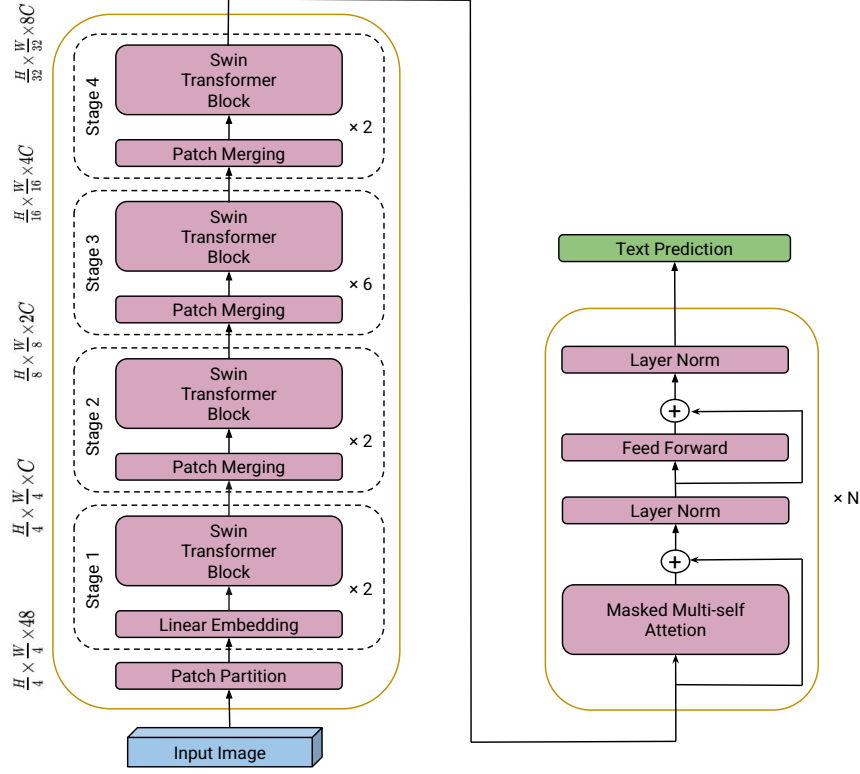 H/32 × W/32 × 8C
Stage 4
Swin
Transformer
Block
× 2
Patch Merging
H/16 × W/16 × 4C
Stage 3
Swin
Transformer
Block
× 6
Patch Merging
H/8 × W/8 × 2C
Stage 2
Swin
Transformer
Block
× 2
Patch Merging
H/4 × W/4 × C
Stage 1
Swin
Transformer
Block
× 2
Linear Embedding
H/4 × W/4 × 48
Patch Partition
Input Image
Text Prediction
Layer Norm
+
Feed Forward
Layer Norm
× N
+
Masked Multi-self
Attetion